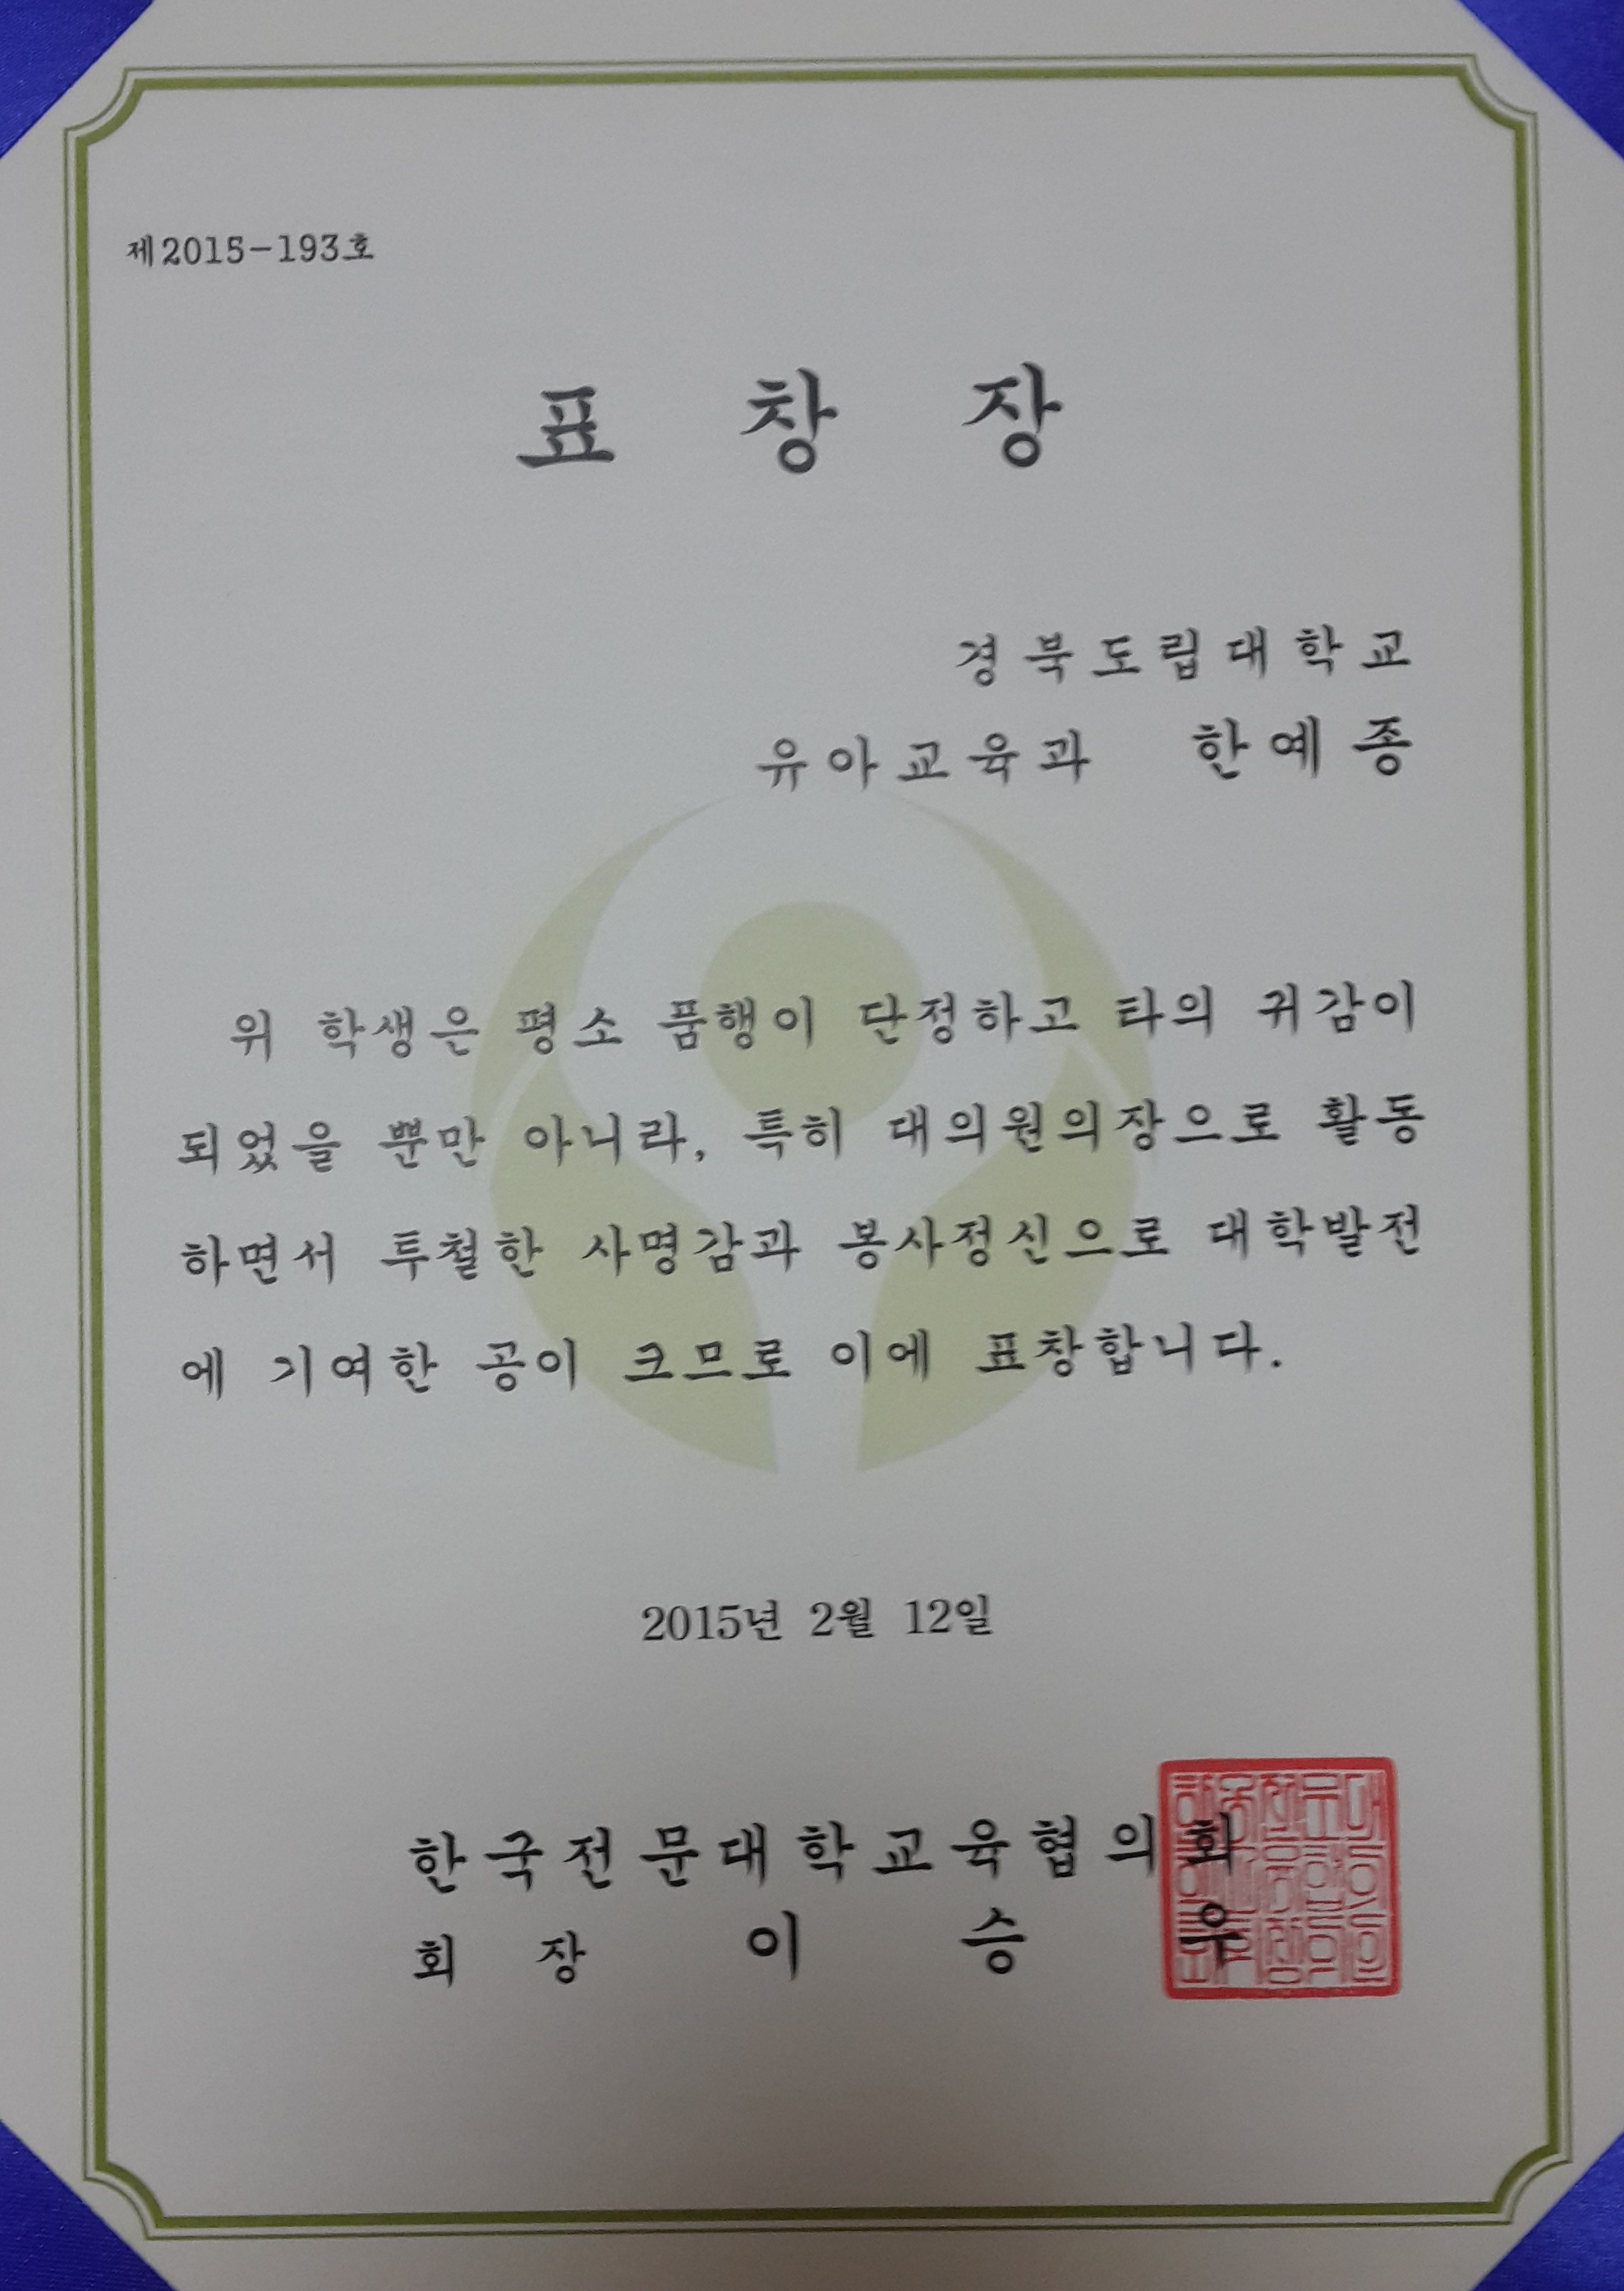 제2015-193호
표 창 장
경북도립대학교
유아교육과 한예종
위 학생은 평소 품행이 단정하고 타의 귀감이
되었을 뿐만 아니라, 특히 대의원의장으로 활동
하면서 투철한 사명감과 봉사정신으로 대학발전
에 기여한 공이 크므로 이에 표창합니다.
2015년 2월 12일
한국전문대학교육협의회
회 장 이 승 우